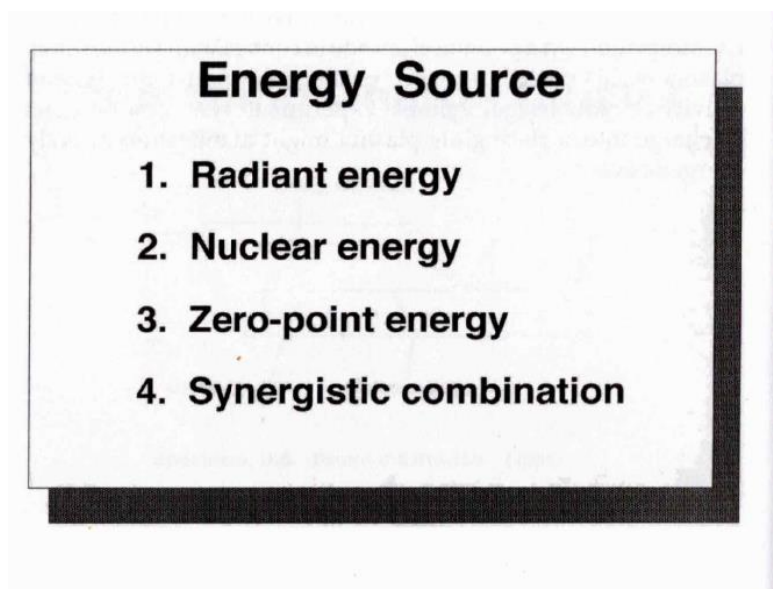 Energy Source
1. Radiant energy
2. Nuclear energy
3. Zero-point energy
4. Synergistic combination